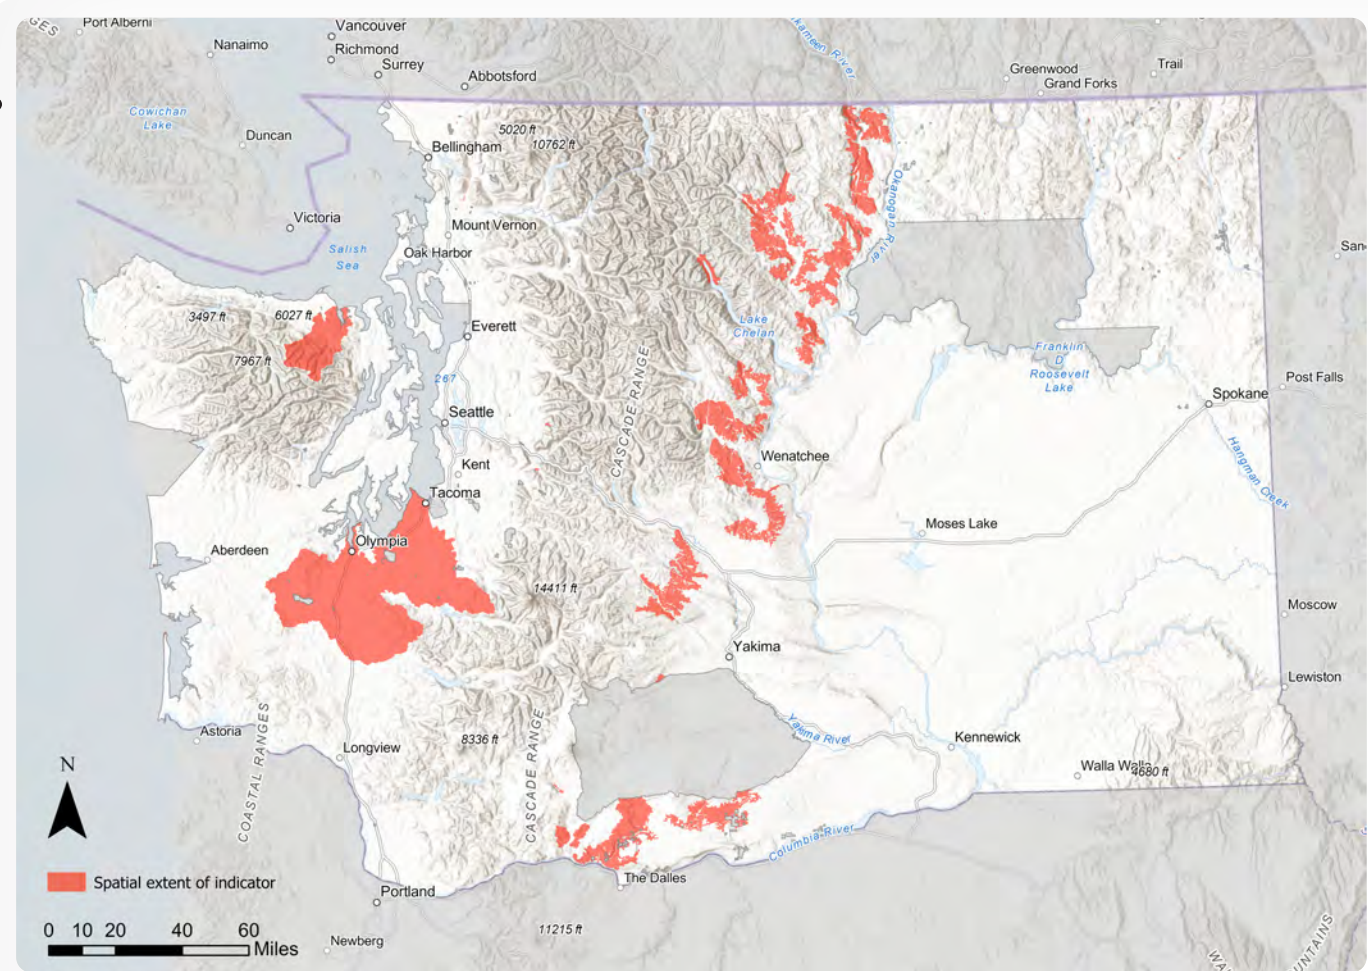 GES
Port Alberni
Vancouver
Nanaimo
Richmond
Surrey
Abbotsford
kameen River
Greenwood
Trail
Grand Forks
Cowichan
Lake
Duncan
5020 ft
10762 ft
Bellingham
Victoria
Mount Vernon
Okanogan River
Salish
Sea
Oak Harbor
San
3497 ft
6027 ft
Everett
Lake
Chelan
7967 ft
267
CASCADE RANGE
Franklin
D
Roosevelt
Lake
Post Falls
Spokane
Seattle
Hangman Creek
Kent
Wenatchee
Tacoma
Moses Lake
Olympia
Aberdeen
14411 ft
Moscow
Yakima
Lewiston
Astoria
COASTAL RANGES
Longview
8336 ft
CASCADE RANGE
Yakima River
Kennewick
Walla Walla
4680 ft
N
Columbia River
Spatial extent of indicator
The Dalles
Portland
11215 ft
0 10 20 40 60
Miles
Newberg
WA
UNTAINS